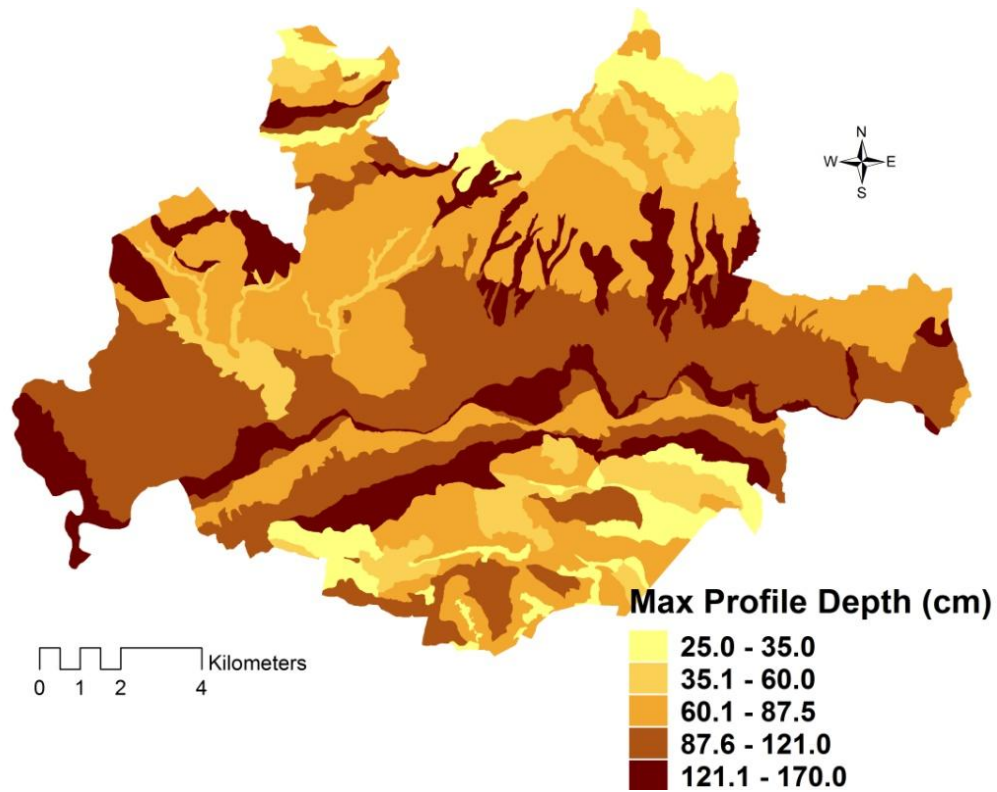 N
W E
S
Max Profile Depth (cm)
25.0 - 35.0
35.1 - 60.0
60.1 - 87.5
87.6 - 121.0
121.1 - 170.0
Kilometers
0 1 2 4